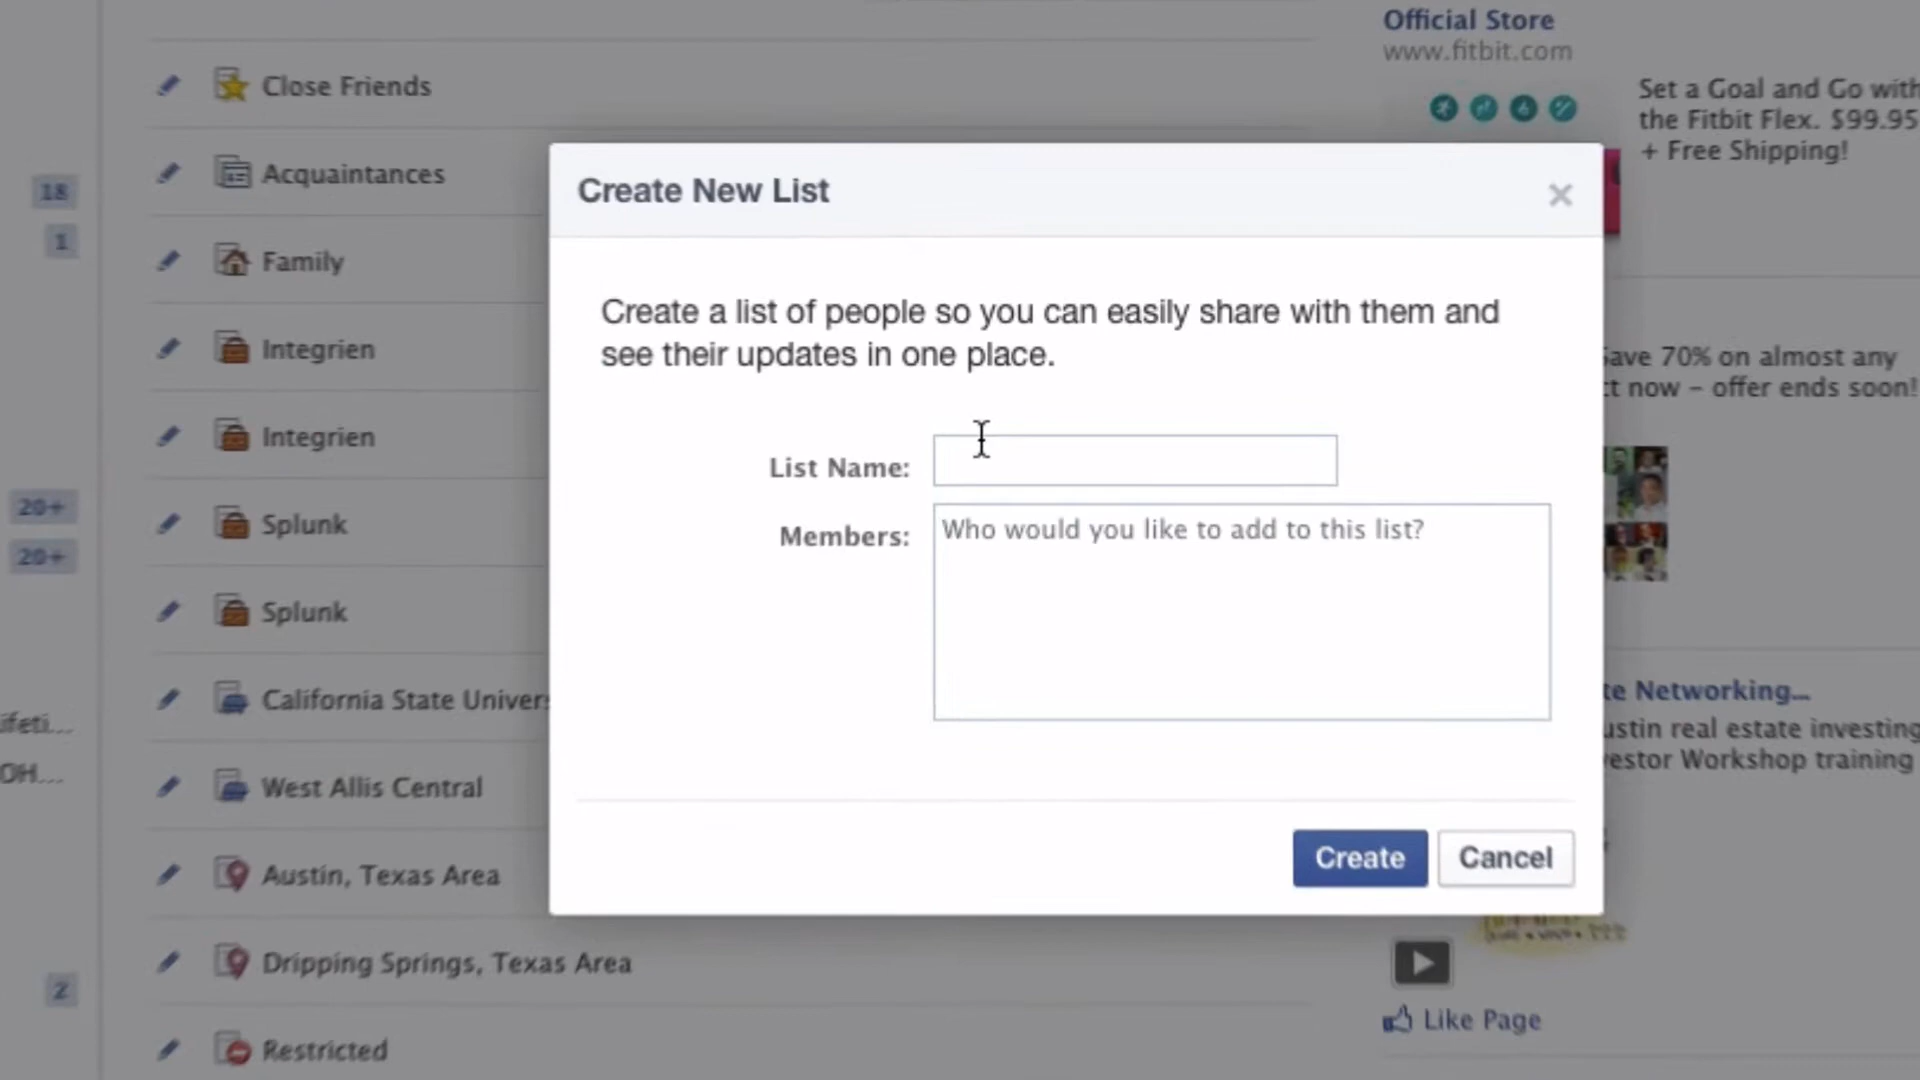 Close Friends
Acquaintances
18
1
Family
Integrien
Integrien
20+
Splunk
20+
Splunk
California State Univer
ifeti...
OH...
West Allis Central
Austin, Texas Area
Dripping Springs, Texas Area
2
Restricted
Create New List
Create a list of people so you can easily share with them and
see their updates in one place.
List Name:
Members:
Who would you like to add to this list?
Create
Cancel
Official Store
www.fitbit.com
Set a Goal and Go with
the Fitbit Flex. $99.95
+ Free Shipping!
Save 70% on almost any
ct now – offer ends soon!
te Networking...
ustin real estate investing
vestor Workshop training
Like Page